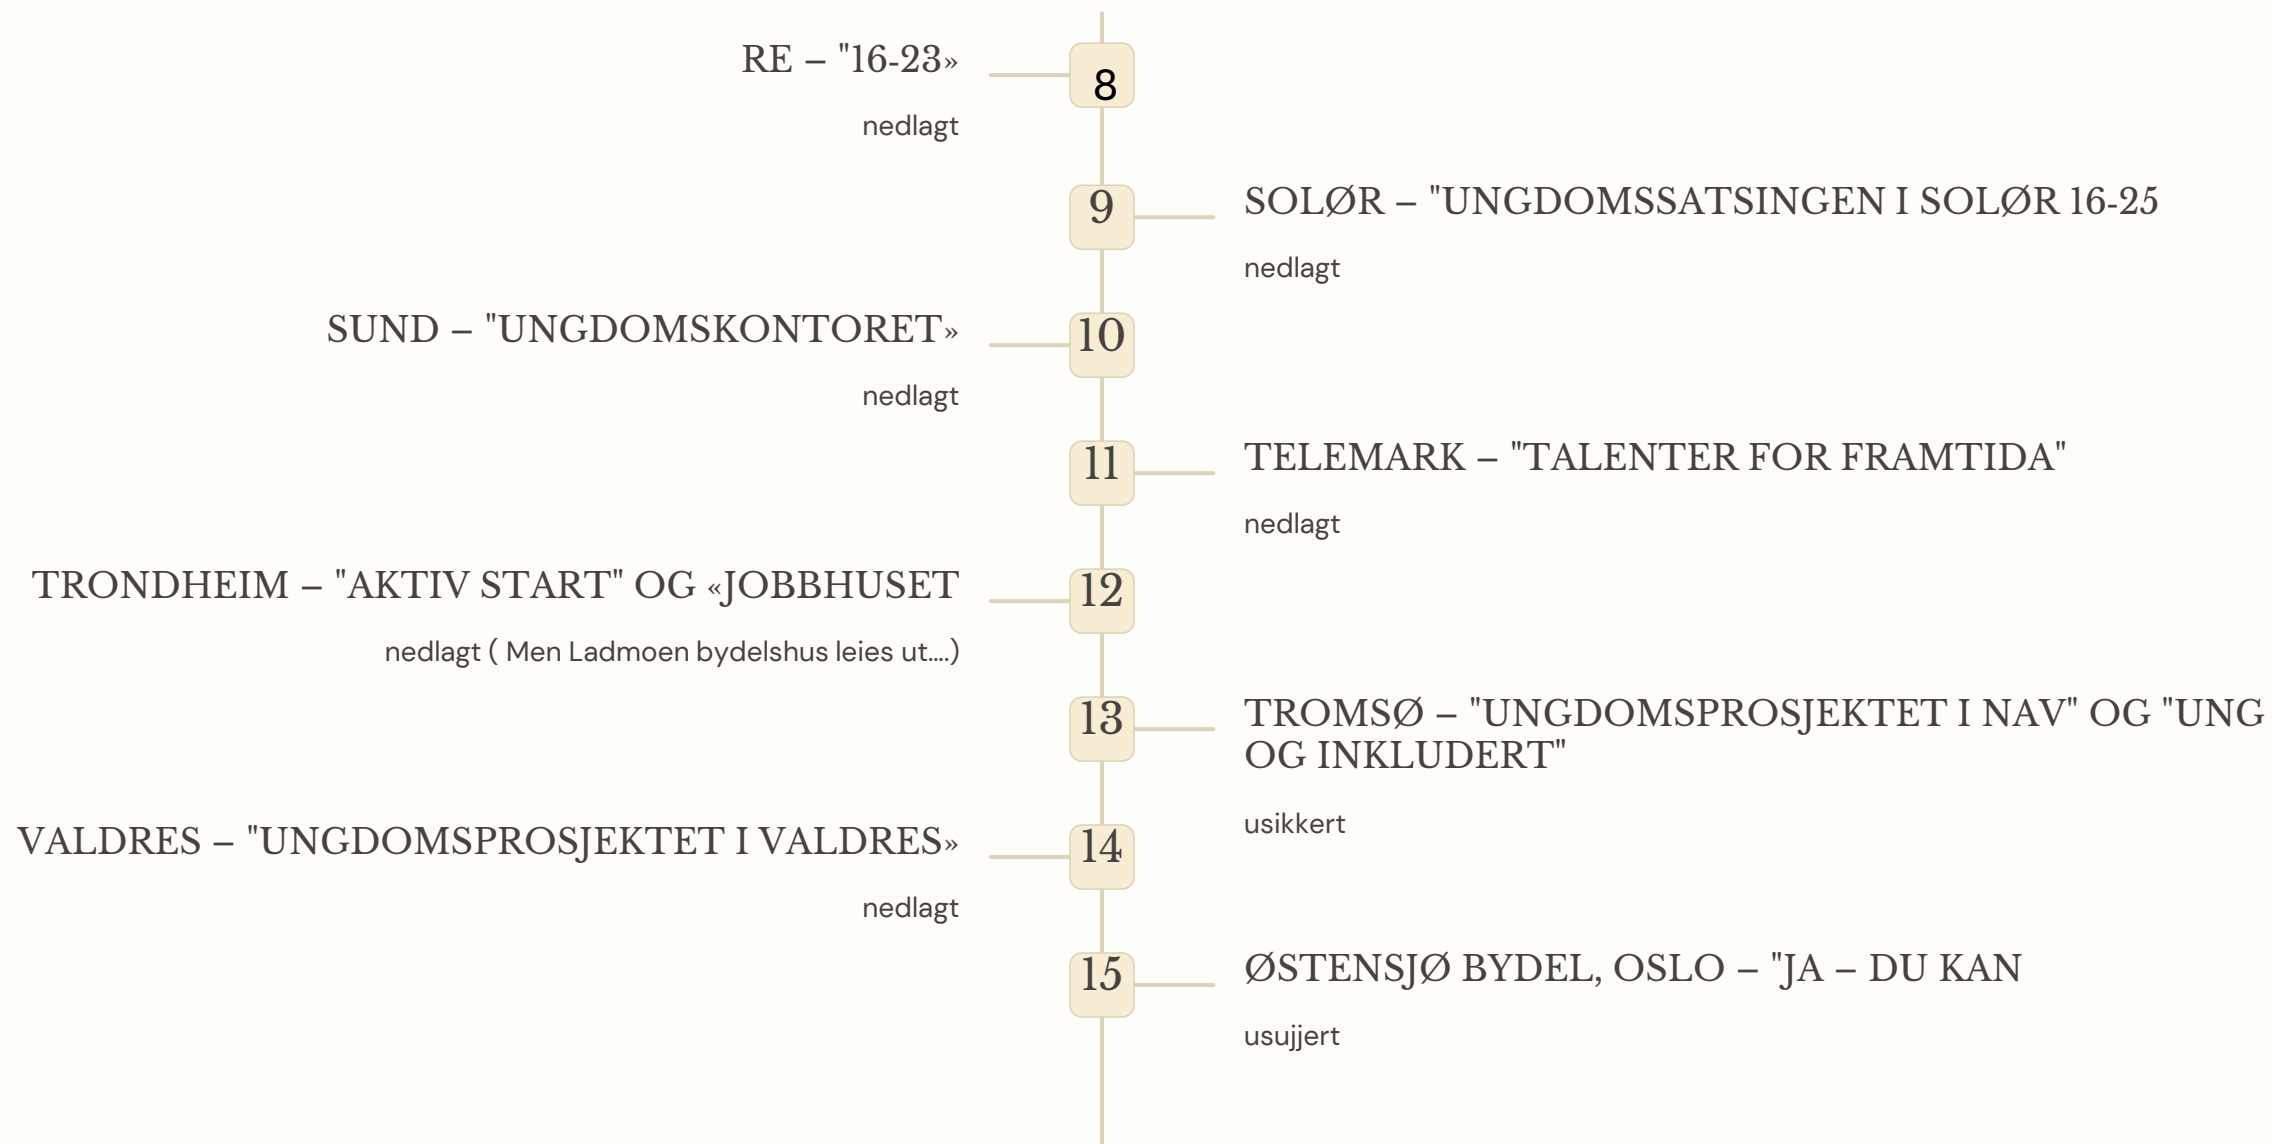 RE – "16-23»
8
nedlagt
9
SOLØR – "UNGDOMSSATSINGEN I SOLØR 16-25
nedlagt
SUND – "UNGDOMSKONTORET»
10
nedlagt
11
TELEMARK – "TALENTER FOR FRAMTIDA"
nedlagt
TRONDHEIM – "AKTIV START" OG «JOBBHUSET
12
nedlagt ( Men Ladmoen bydelshus leies ut....)
13
TROMSØ – "UNGDOMSPROSJEKTET I NAV" OG "UNG
OG INKLUDERT"
usikkert
VALDRES – "UNGDOMSPROSJEKTET I VALDRES»
14
nedlagt
15
ØSTENSJØ BYDEL, OSLO – "JA – DU KAN
usujjert